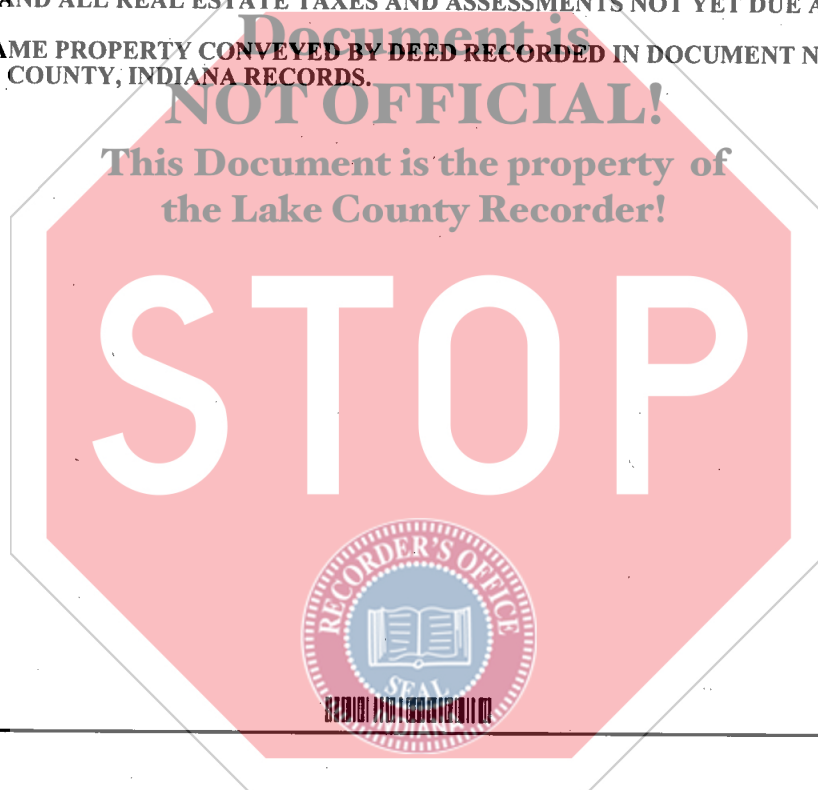 AND ALL REAL ESTATE TAXES AND ASSESSMENTS NOT YET DUE
Document is
AME PROPERTY CONVEYED BY DEED RECORDED IN DOCUMENT N
COUNTY, INDIANA RECORDS.
NOT OFFICIAL!
This Document is the property of
the Lake County Recorder!
STOP
RECORDER'S OFFICE
SEAL
INDIANA